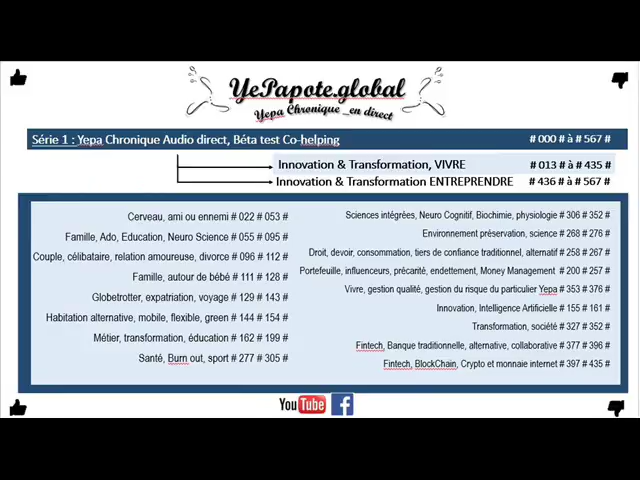 YePapote.global
Yepa Chronique _en direct
Série 1 : Yepa Chronique Audio direct, Béta test Co-helping # 000 # à # 567 #
Innovation & Transformation, VIVRE # 013 # à # 435 #
Innovation & Transformation ENTREPRENDRE # 436 # à # 567 #
Cerveau, ami ou ennemi # 022 # 053 #
Famille, Ado, Education, Neuro Science # 055 # 095 #
Couple, célibataire, relation amoureuse, divorce # 096 # 112 #
Famille, autour de bébé # 111 # 128 #
Globetrotter, expatriation, voyage # 129 # 143 #
Habitation alternative, mobile, flexible, green # 144 # 154 #
Métier, transformation, éducation # 162 # 199 #
Santé, Burn out, sport # 277 # 305 #
Sciences intégrées, Neuro Cognitif, Biochimie, physiologie # 306 # 352 #
Environnement préservation, science # 268 # 276 #
Droit, devoir, consommation, tiers de confiance traditionnel, alternatif # 258 # 267 #
Portefeuille, influenceurs, précarité, endettement, Money Management # 200 # 257 #
Vivre, gestion qualité, gestion du risque du particulier Yepa # 353 # 376 #
Innovation, Intelligence Artificielle # 155 # 161 #
Transformation, société # 327 # 352 #
Fintech, Banque traditionnelle, alternative, collaborative # 377 # 396 #
Fintech, BlockChain, Crypto et monnaie internet # 397 # 435 #
YouTube f